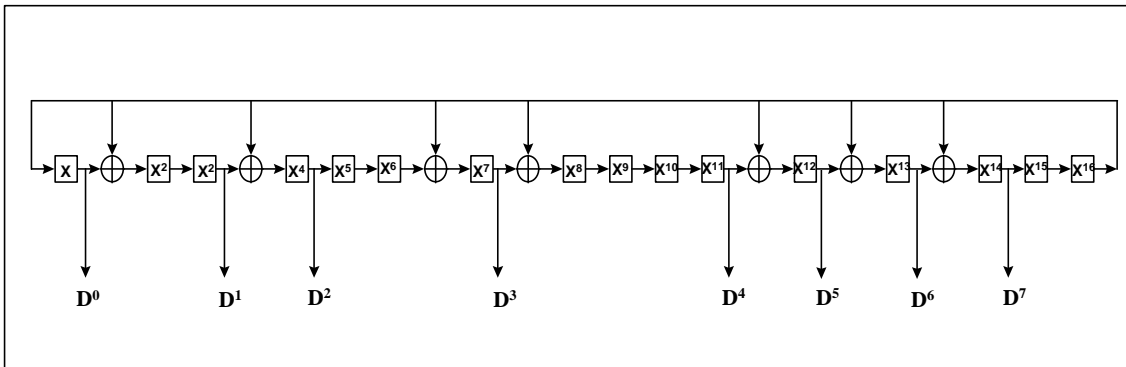 X X² X² X⁴ X⁵ X⁶ X⁷ X⁸ X⁹ X¹⁰ X¹¹ X¹² X¹³ X¹⁴ X¹⁵ X¹⁶
D⁰ D¹ D² D³ D⁴ D⁵ D⁶ D⁷